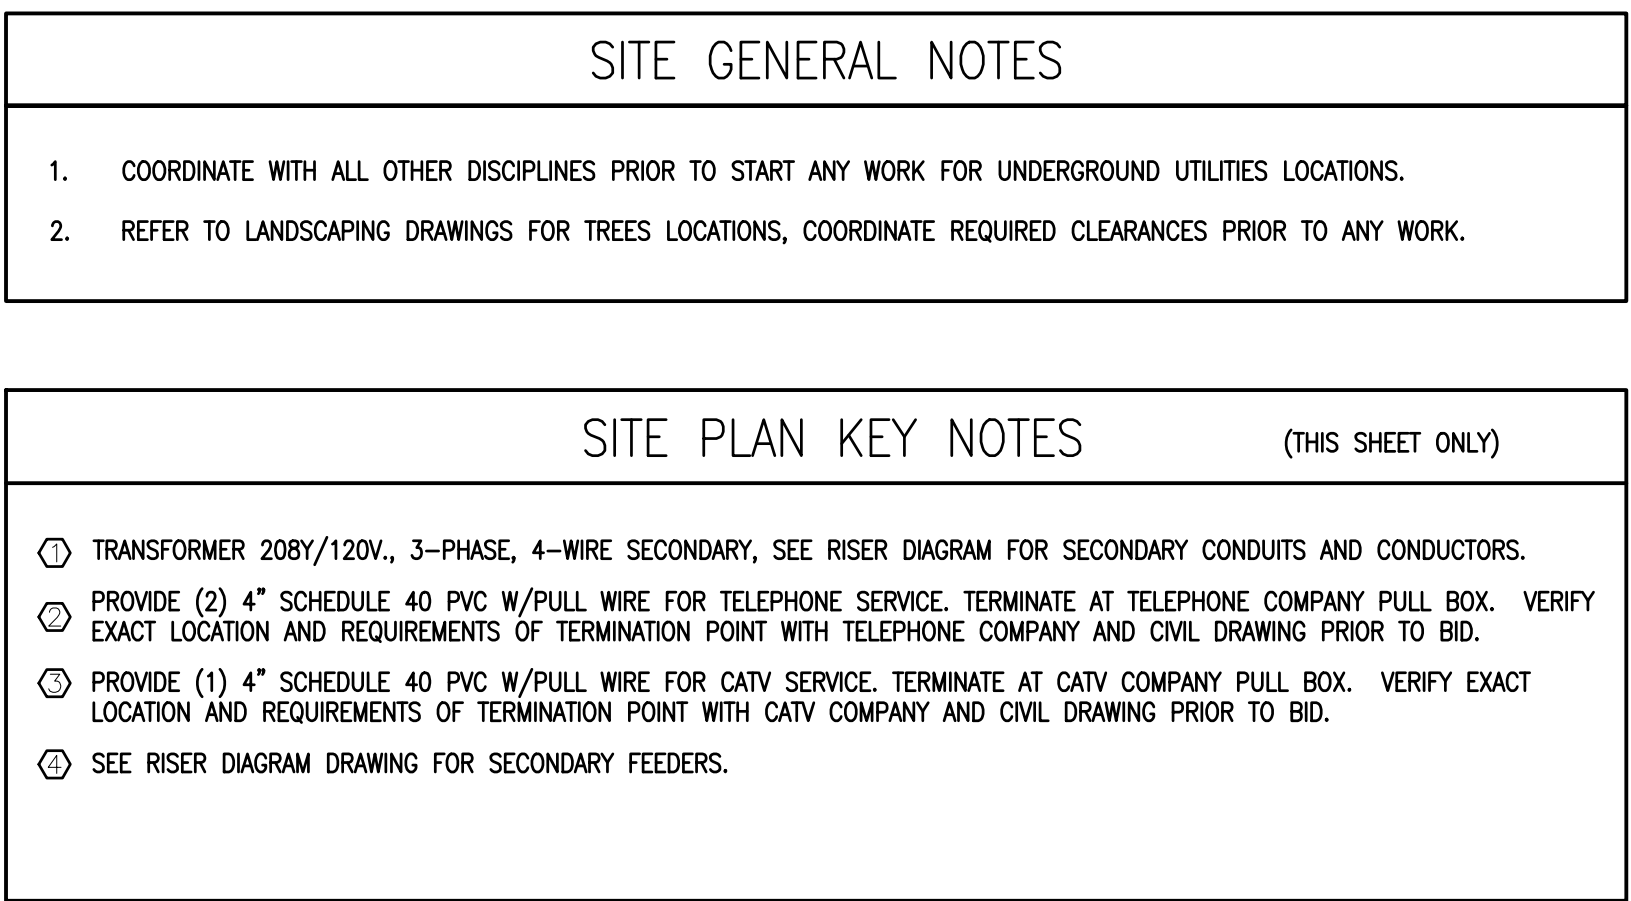 SITE GENERAL NOTES
1. COORDINATE WITH ALL OTHER DISCIPLINES PRIOR TO START ANY WORK FOR UNDERGROUND UTILITIES LOCATIONS.
2. REFER TO LANDSCAPING DRAWINGS FOR TREES LOCATIONS, COORDINATE REQUIRED CLEARANCES PRIOR TO ANY WORK.
SITE PLAN KEY NOTES (THIS SHEET ONLY)
1 TRANSFORMER 208Y/120V., 3-PHASE, 4-WIRE SECONDARY, SEE RISER DIAGRAM FOR SECONDARY CONDUITS AND CONDUCTORS.
2 PROVIDE (2) 4" SCHEDULE 40 PVC W/PULL WIRE FOR TELEPHONE SERVICE. TERMINATE AT TELEPHONE COMPANY PULL BOX. VERIFY
EXACT LOCATION AND REQUIREMENTS OF TERMINATION POINT WITH TELEPHONE COMPANY AND CIVIL DRAWING PRIOR TO BID.
3 PROVIDE (1) 4" SCHEDULE 40 PVC W/PULL WIRE FOR CATV SERVICE. TERMINATE AT CATV COMPANY PULL BOX. VERIFY EXACT
LOCATION AND REQUIREMENTS OF TERMINATION POINT WITH CATV COMPANY AND CIVIL DRAWING PRIOR TO BID.
4 SEE RISER DIAGRAM DRAWING FOR SECONDARY FEEDERS.